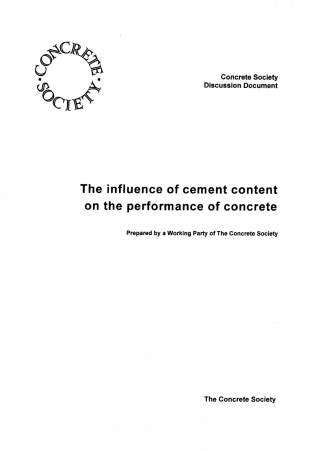 CONCRETE
SOCIETY
Concrete Society
Discussion Document
The influence of cement content
on the performance of concrete
Prepared by a Working Party of The Concrete Society
The Concrete Society